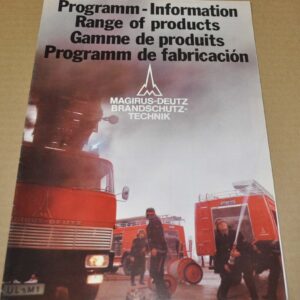 Programm-Information
Range of products
Gamme de produits
Programm de fabricación
MAGIRUS-DEUTZ
BRANDSCHUTZ-
TECHNIK